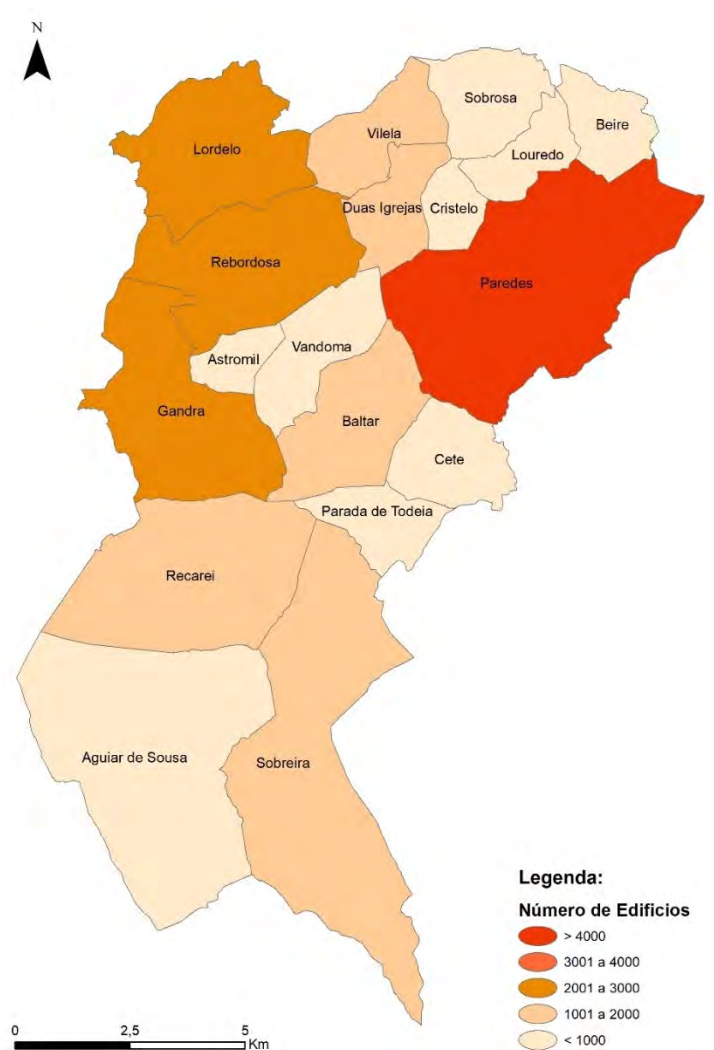 N
Sobrosa
Beire
Vilela
Lordelo
Louredo
Duas Igrejas
Cristelo
Rebordosa
Paredes
Vandoma
Astromil
Gandra
Baltar
Cete
Parada de Todeia
Recarei
Aguiar de Sousa
Sobreira
Legenda:
Número de Edificios
> 4000
3001 a 4000
2001 a 3000
1001 a 2000
< 1000
0 2,5 5
Km